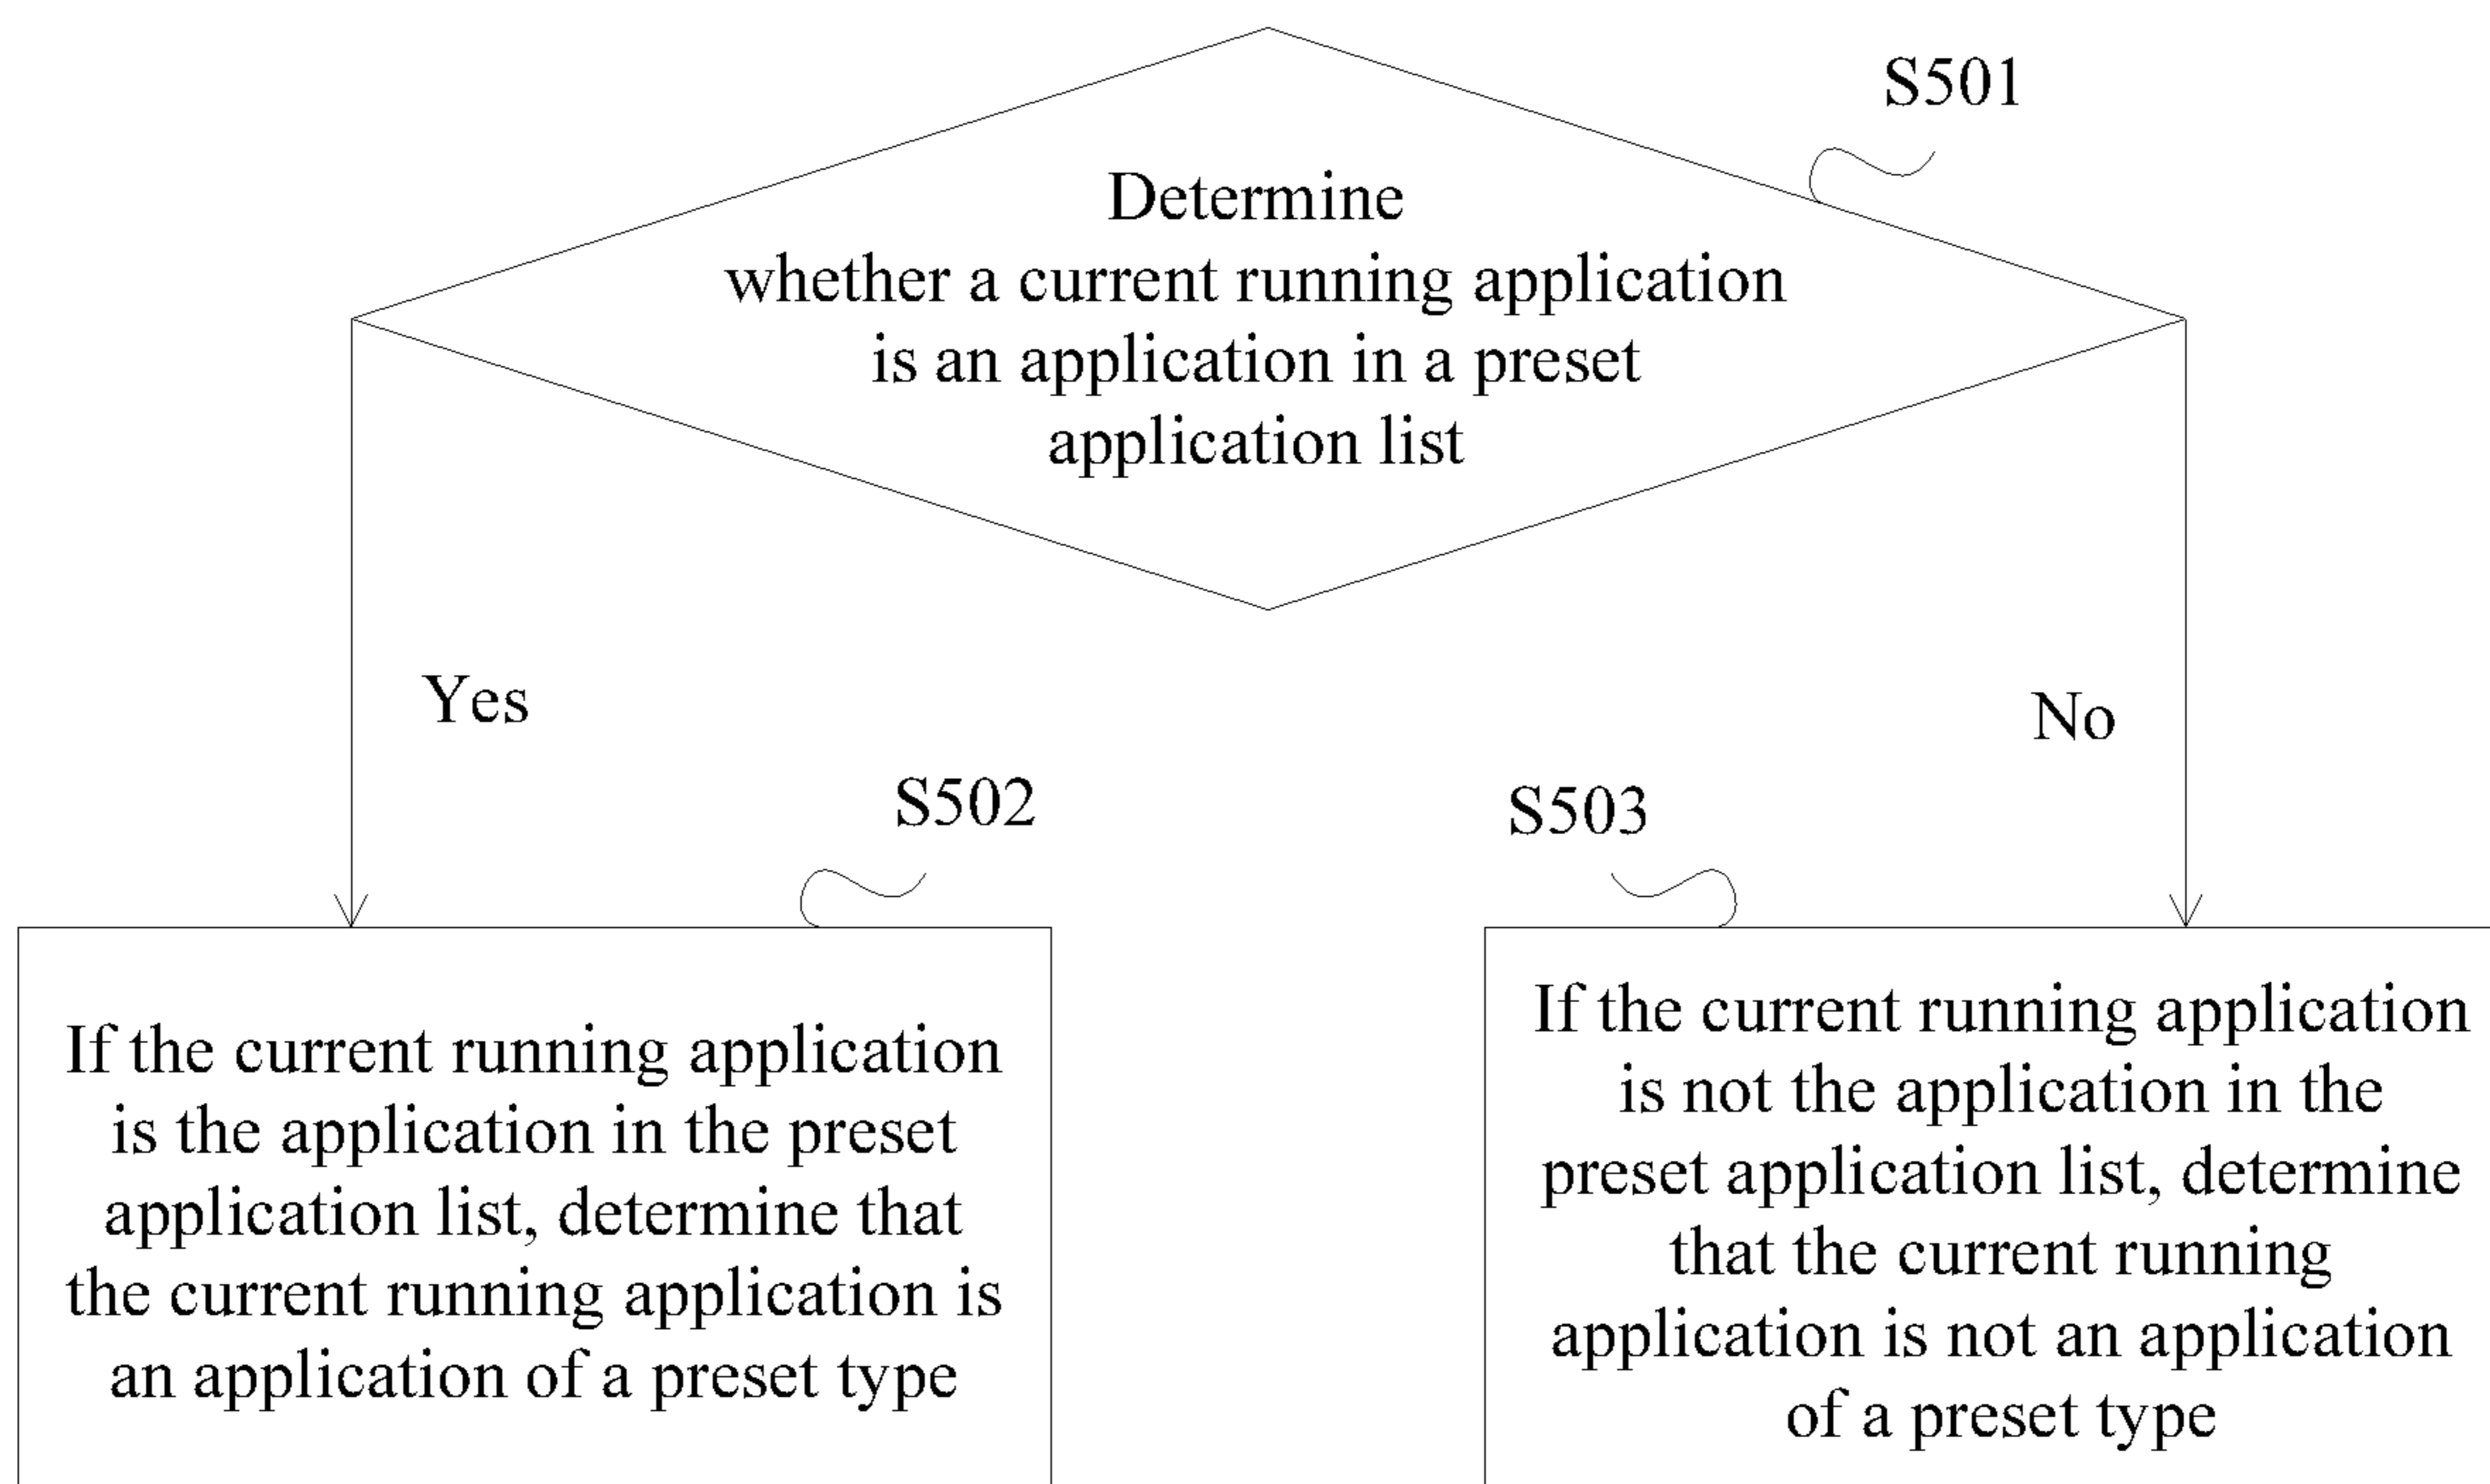 S501
Determine
whether a current running application
is an application in a preset
application list
Yes
No
S502
S503
If the current running application
is the application in the preset
application list, determine that
the current running application is
an application of a preset type
If the current running application
is not the application in the
preset application list, determine
that the current running
application is not an application
of a preset type